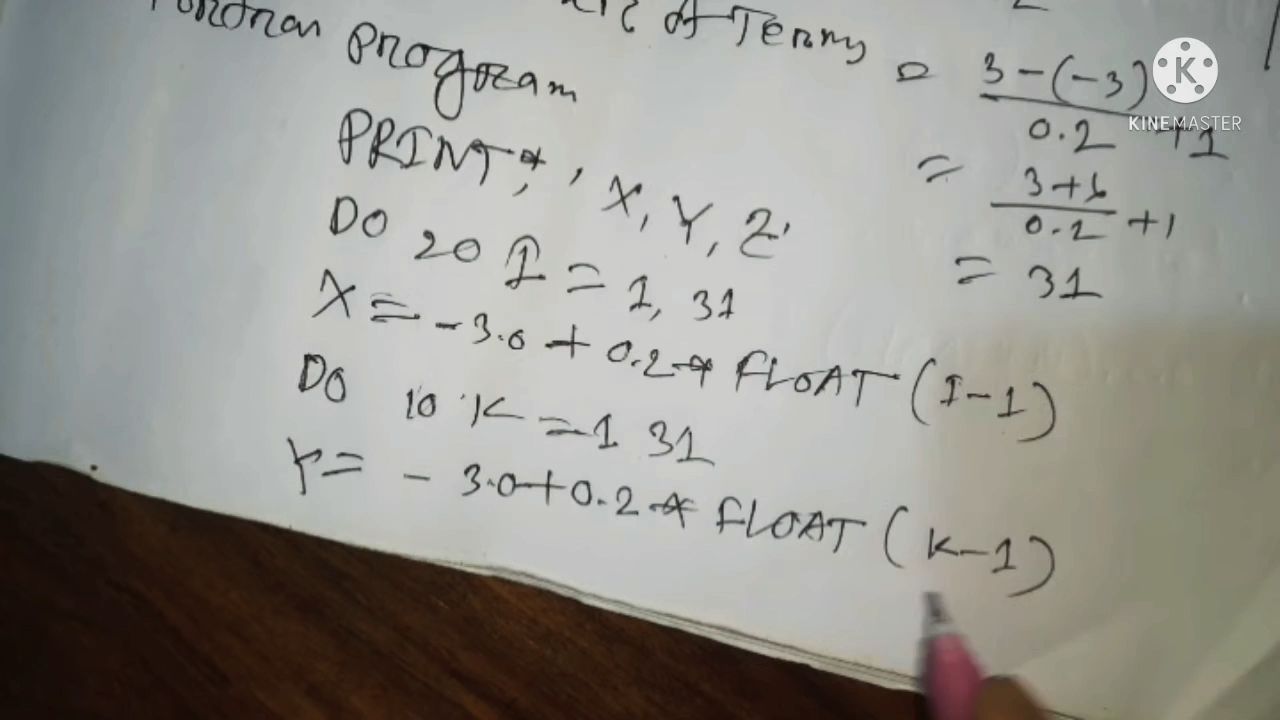 of Terms = 3-(-3)/0.2 +1
Fortran program
= 3+3/0.2 +1
PRINT*, 'X, Y, Z'
= 31
DO 20 I = 1, 31
X = -3.0 + 0.2* FLOAT (I-1)
DO 10 K = 1 31
Y = - 3.0+0.2* FLOAT (K-1)
K
KINEMASTER